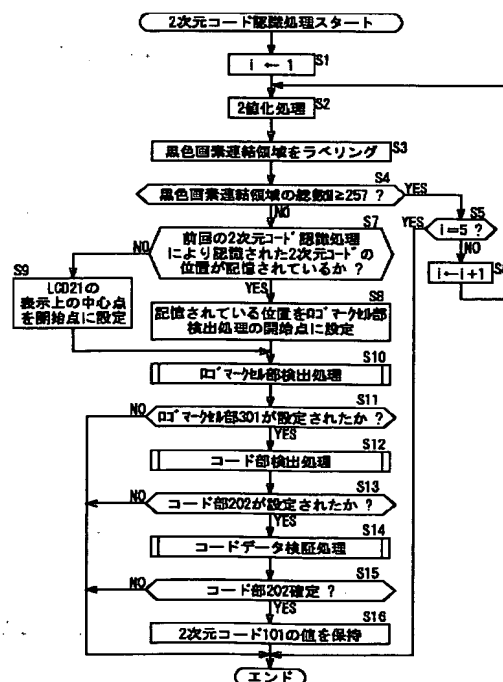 2次元コード認識処理スタート
i ← 1
S1
2値化処理
S2
黒色画素連結領域をラベリング
S3
S4
黒色画素連結領域の総数M≧257 ?
YES
NO
S5
i=5 ?
YES
NO
i←i+1
S7
前回の2次元コード認識処理
により認識された2次元コードの
位置が記憶されているか ?
NO
YES
S9
LCD21の
表示上の中心点
を開始点に設定
S8
記憶されている位置をロゴマークセル部
検出処理の開始点に設定
S10
ロゴマークセル部検出処理
S11
ロゴマークセル部301が設定されたか ?
NO
YES
S12
コード部検出処理
S13
コード部202が設定されたか ?
NO
YES
S14
コードデータ検証処理
S15
コード部202確定 ?
NO
YES
S16
2次元コード101の値を保持
エンド